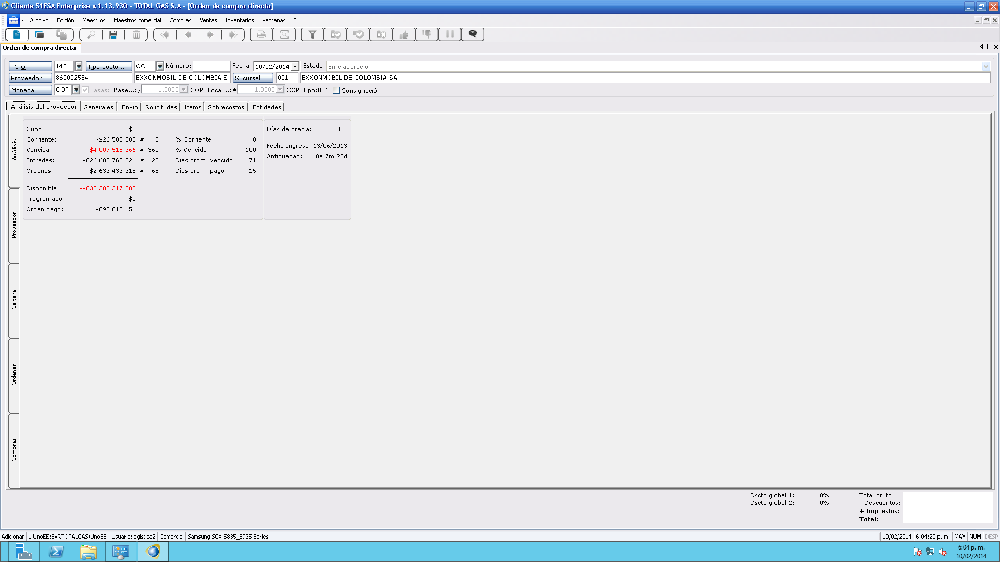 Cliente S1ESA Enterprise v.1.13.930 - TOTAL GAS S.A - [Orden de compra directa]
Archivo Edición Maestros Maestros comercial Compras Ventas Inventarios Ventanas ?
Orden de compra directa
C.O. ... 140 Tipo docto ... OCL Número: 1 Fecha: 10/02/2014 Estado: En elaboración
Proveedor ... 860002554 EXXONMOBIL DE COLOMBIA S Sucursal ... 001 EXXONMOBIL DE COLOMBIA SA
Moneda ... COP Tasas: Base...:/ 1,0000 COP Local...: * 1,0000 COP Tipo:001 Consignación
Análisis del proveedor Generales Envio Solicitudes Items Sobrecostos Entidades
Análisis
Proveedor
Cartera
Ordenes
Compras
Cupo: $0
Corriente: -$26.500.000 # 3 % Corriente: 0
Vencida: $4.007.515.366 # 360 % Vencido: 100
Entradas: $626.688.768.521 # 25 Dias prom. vencido: 71
Ordenes $2.633.433.315 # 68 Dias prom. pago: 15
Disponible: -$633.303.217.202
Programado: $0
Orden pago: $895.013.151
Días de gracia: 0
Fecha Ingreso: 13/06/2013
Antiguedad: 0a 7m 28d
Dscto global 1: 0% Total bruto:
Dscto global 2: 0% - Descuentos:
+ Impuestos:
Total:
Adicionar 1 UnoEE:SVRTOTALGAS\UnoEE - Usuario:logistica2 Comercial Samsung SCX-5835_5935 Series 10/02/2014 6:04:20 p. m. MAY NUM DESP
6:04 p. m.
10/02/2014